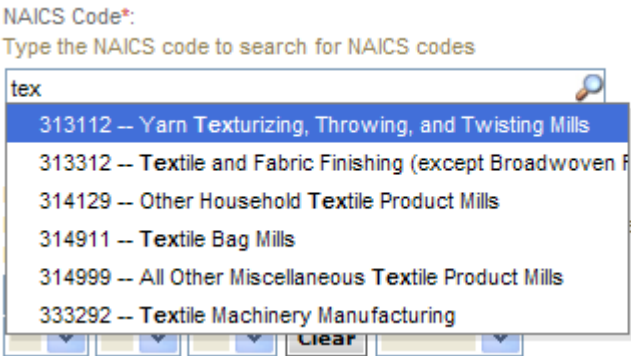 NAICS Code*:
Type the NAICS code to search for NAICS codes
tex
313112 -- Yarn Texturizing, Throwing, and Twisting Mills
313312 -- Textile and Fabric Finishing (except Broadwoven
314129 -- Other Household Textile Product Mills
314911 -- Textile Bag Mills
314999 -- All Other Miscellaneous Textile Product Mills
333292 -- Textile Machinery Manufacturing
Clear